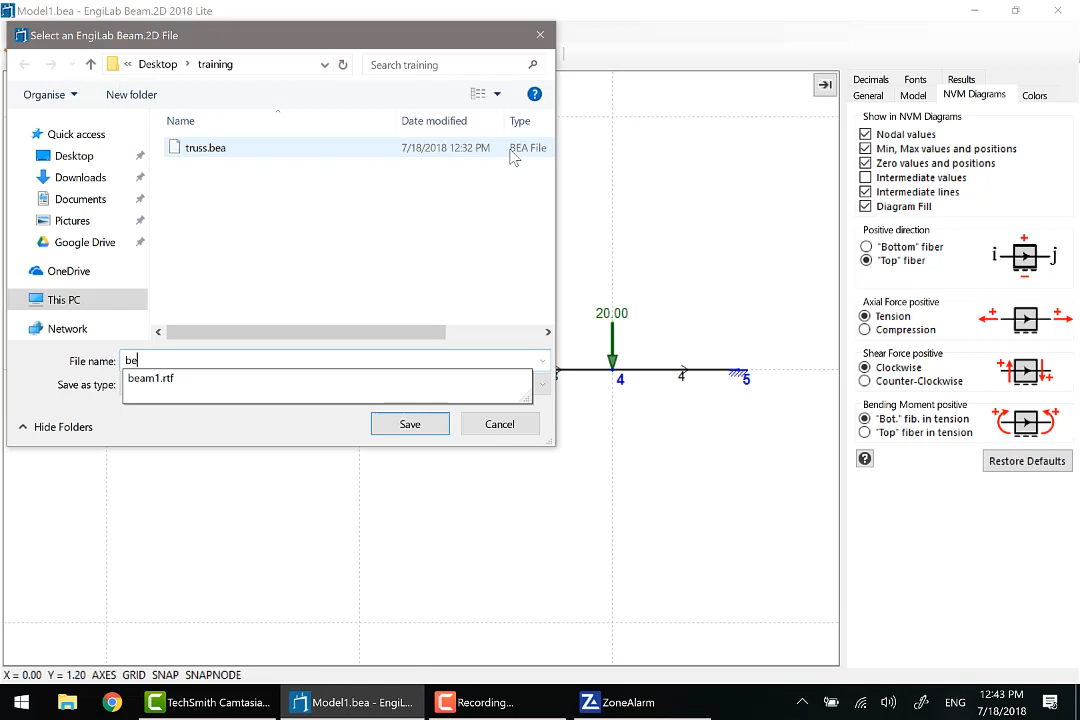 Model1.bea - EngiLab Beam.2D 2018 Lite
Select an EngiLab Beam.2D File
« Desktop › training
Search training
Organise
New folder
Name
Date modified
Type
Quick access
Desktop
Downloads
Documents
Pictures
Google Drive
OneDrive
This PC
Network
truss.bea 7/18/2018 12:32 PM BEA File
File name: be
beam1.rtf
Save as type:
Hide Folders
Save
Cancel
20.00
4
4
5
Decimals Fonts Results
General Model NVM Diagrams Colors
Show in NVM Diagrams
Nodal values
Min, Max values and positions
Zero values and positions
Intermediate values
Intermediate lines
Diagram Fill
Positive direction
"Bottom" fiber
"Top" fiber
i j
+
−
Axial Force positive
Tension
Compression
Shear Force positive
Clockwise
Counter-Clockwise
Bending Moment positive
"Bot." fib. in tension
"Top" fiber in tension
Restore Defaults
X = 0.00 Y = 1.20 AXES GRID SNAP SNAPNODE
TechSmith Camtasia...
Model1.bea - EngiL...
Recording...
ZoneAlarm
ENG
12:43 PM
7/18/2018